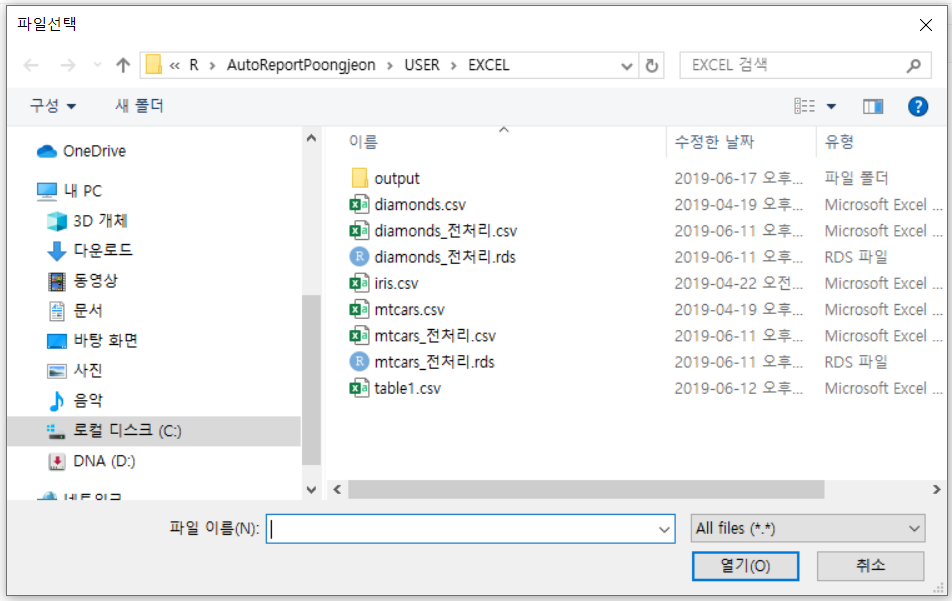 파일선택
« R > AutoReportPoongjeon > USER > EXCEL
EXCEL 검색
구성
새 폴더
OneDrive
내 PC
3D 개체
다운로드
동영상
문서
바탕 화면
사진
음악
로컬 디스크 (C:)
DNA (D:)
네트워크
이름 수정한 날짜 유형
output 2019-06-17 오후... 파일 폴더
diamonds.csv 2019-04-19 오후... Microsoft Excel ...
diamonds_전처리.csv 2019-06-11 오후... Microsoft Excel ...
diamonds_전처리.rds 2019-06-11 오후... RDS 파일
iris.csv 2019-04-22 오전... Microsoft Excel ...
mtcars.csv 2019-04-19 오후... Microsoft Excel ...
mtcars_전처리.csv 2019-06-11 오후... Microsoft Excel ...
mtcars_전처리.rds 2019-06-11 오후... RDS 파일
table1.csv 2019-06-12 오후... Microsoft Excel ...
파일 이름(N):
All files (*.*)
열기(O)
취소